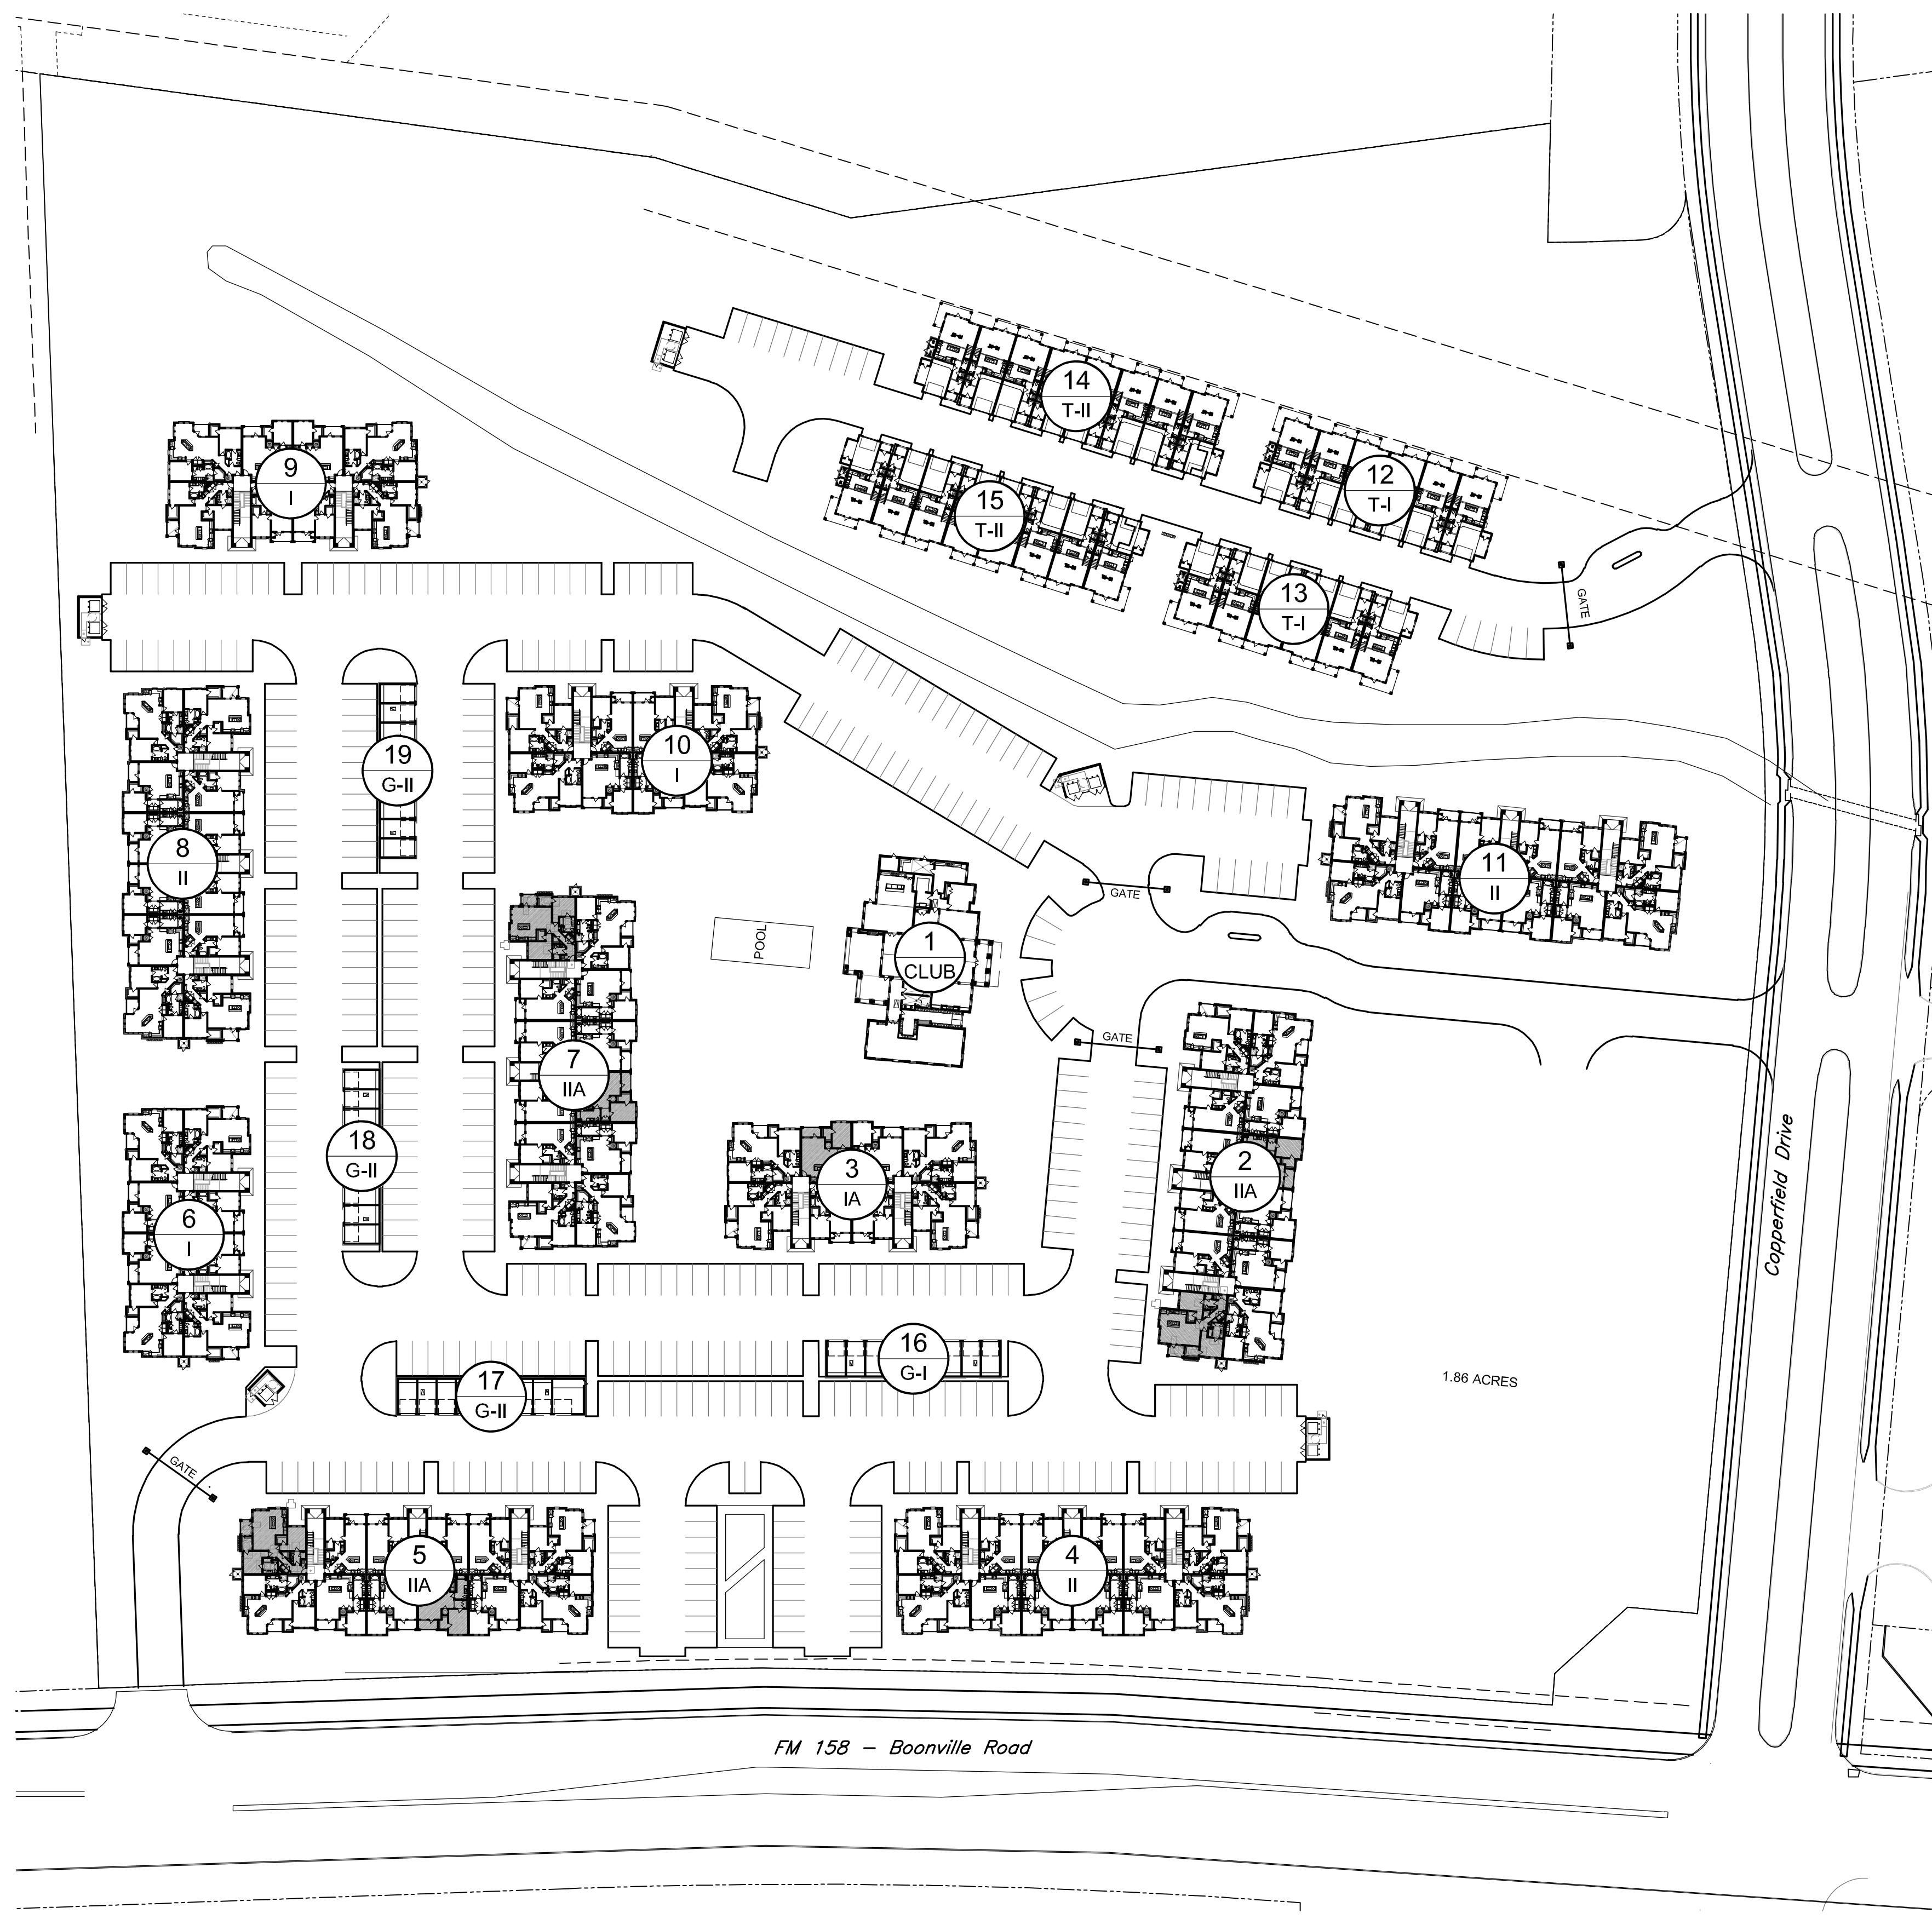 14
T-II
12
T-I
9
I
15
T-II
13
T-I
GATE
10
I
19
G-II
8
II
11
II
GATE
POOL
1
CLUB
GATE
7
IIA
18
G-II
3
IA
2
IIA
Copperfield Drive
6
I
16
G-I
17
G-II
1.86 ACRES
GATE
5
IIA
4
II
FM 158 – Boonville Road